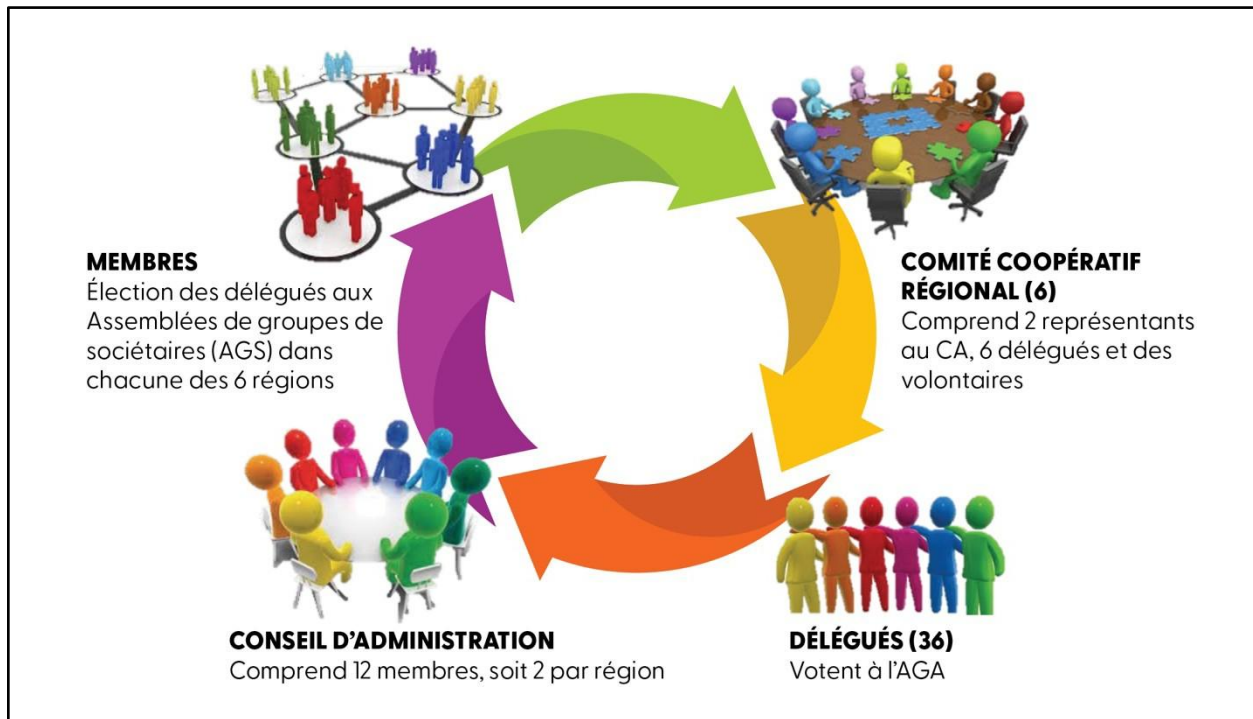 MEMBRES
Élection des délégués aux
Assemblées de groupes de
sociétaires (AGS) dans
chacune des 6 régions
COMITÉ COOPÉRATIF
RÉGIONAL (6)
Comprend 2 représentants
au CA, 6 délégués et des
volontaires
CONSEIL D’ADMINISTRATION
Comprend 12 membres, soit 2 par région
DÉLÉGUÉS (36)
Votent à l’AGA